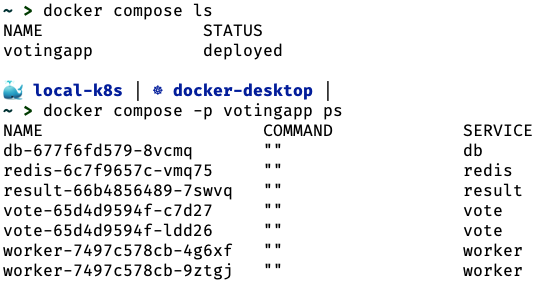 ~ > docker compose ls
NAME STATUS
votingapp deployed
🐳 local-k8s | ☸ docker-desktop |
~ > docker compose -p votingapp ps
NAME COMMAND SERVICE
db-677f6fd579-8vcmq "" db
redis-6c7f9657c-vmq75 "" redis
result-66b4856489-7swvq "" result
vote-65d4d9594f-c7d27 "" vote
vote-65d4d9594f-ldd26 "" vote
worker-7497c578cb-4g6xf "" worker
worker-7497c578cb-9ztgj "" worker